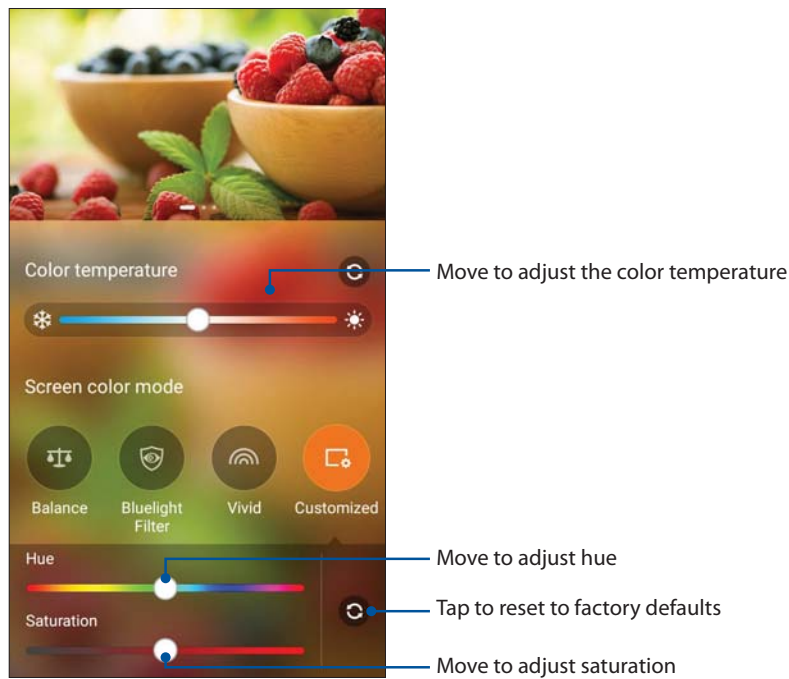 Color temperature
Move to adjust the color temperature
Screen color mode
Balance
Bluelight
Filter
Vivid
Customized
Hue
Move to adjust hue
Tap to reset to factory defaults
Saturation
Move to adjust saturation